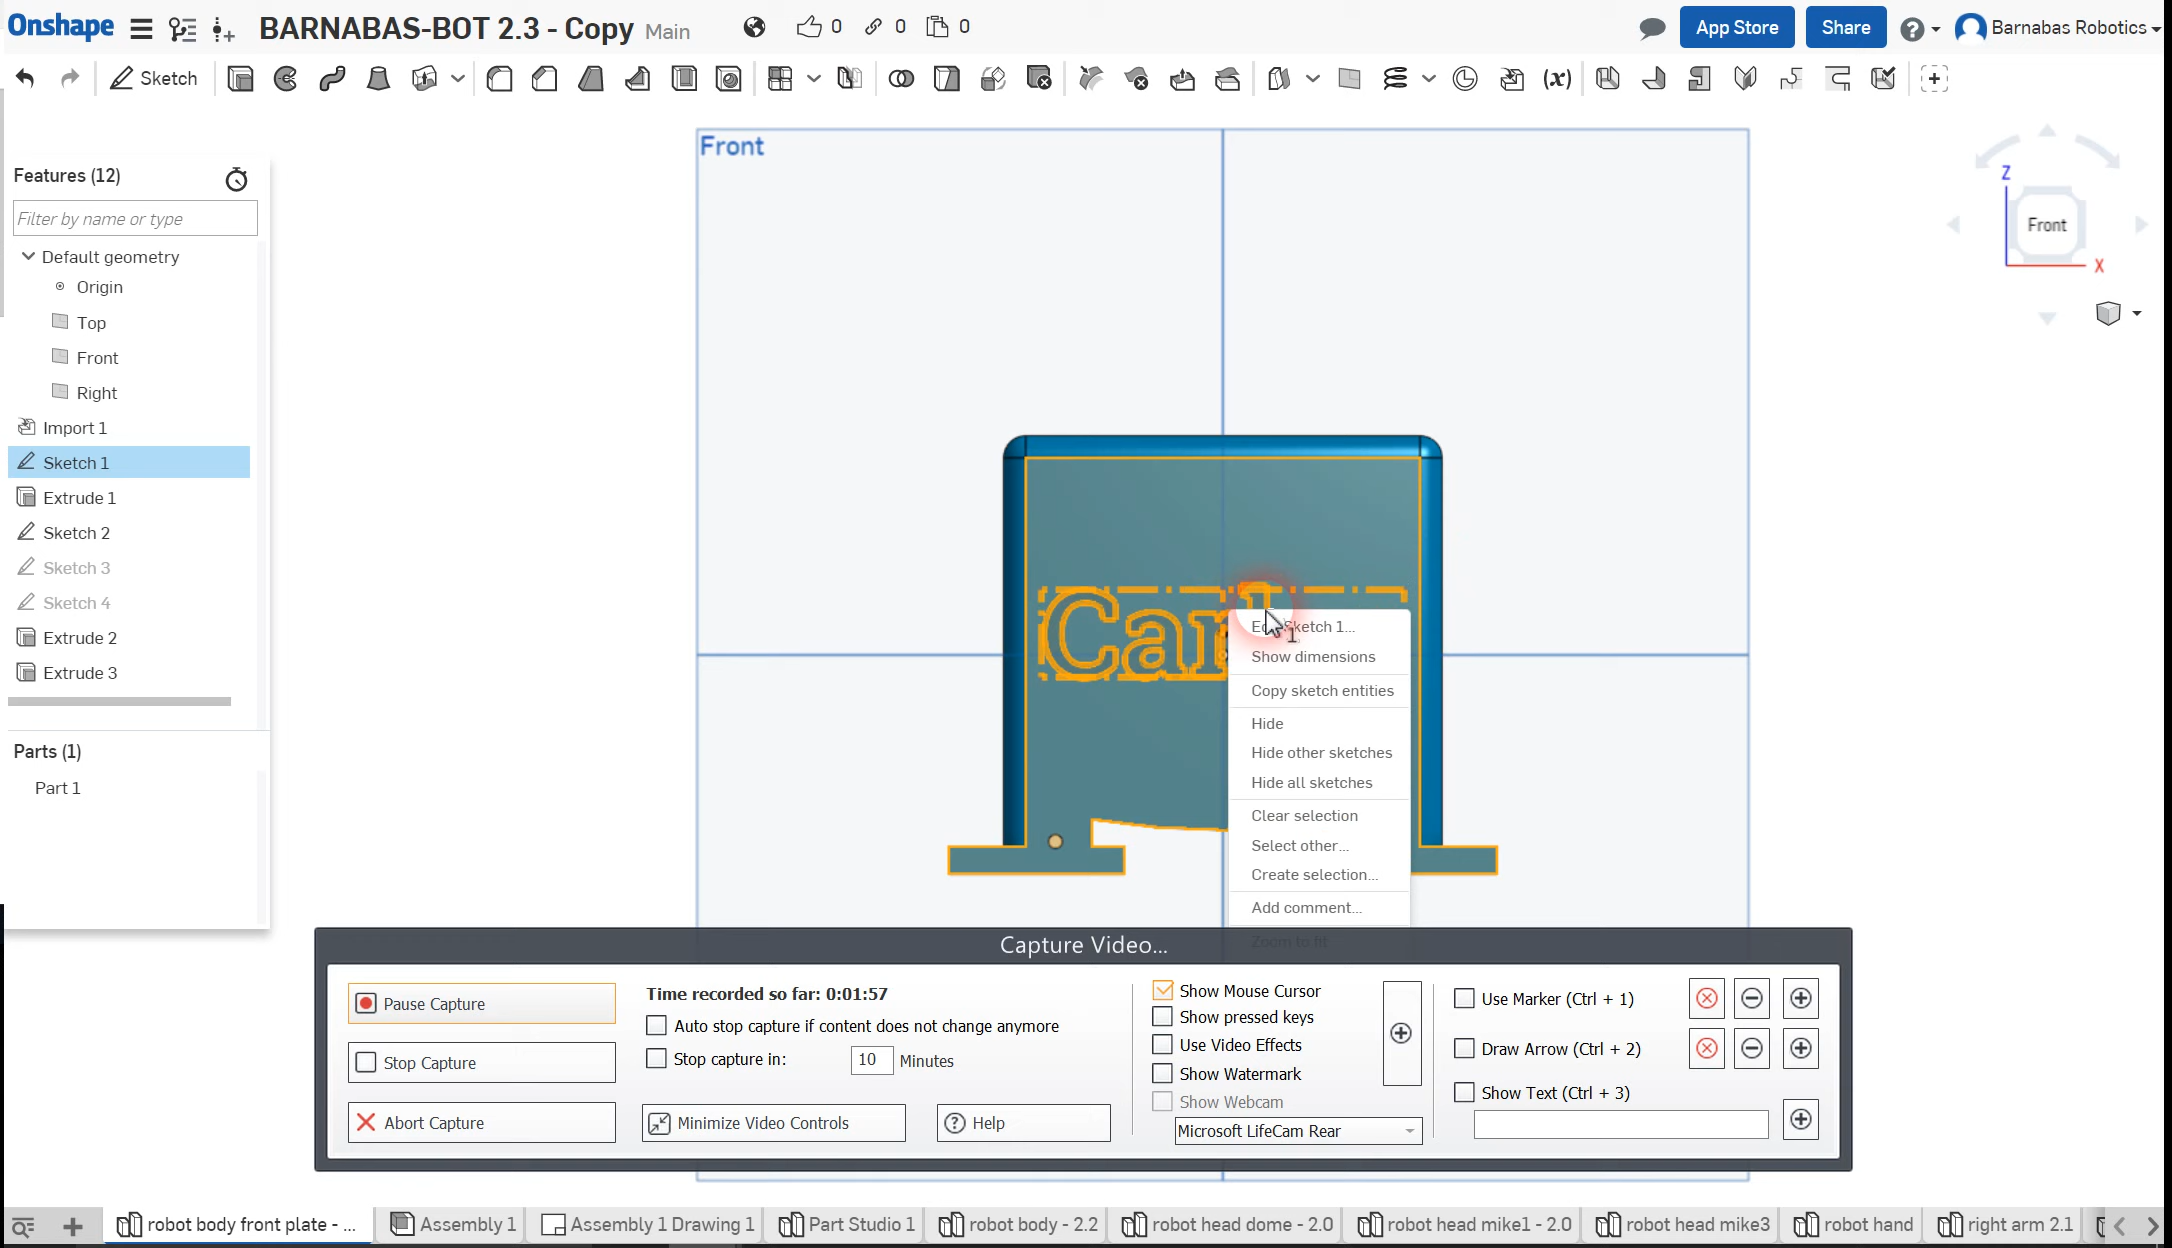 Onshape BARNABAS-BOT 2.3 - Copy Main 0 0 0 App Store Share Barnabas Robotics
Sketch (x)
Front
Z
Front
X
Features (12)
Filter by name or type
Default geometry
Origin
Top
Front
Right
Import 1
Sketch 1
Extrude 1
Sketch 2
Sketch 3
Sketch 4
Extrude 2
Extrude 3
Parts (1)
Part 1
Show dimensions
Copy sketch entities
Hide
Hide other sketches
Hide all sketches
Clear selection
Select other...
Create selection...
Add comment...
Zoom to fit
Capture Video...
Pause Capture
Stop Capture
Abort Capture
Time recorded so far: 0:01:57
Auto stop capture if content does not change anymore
Stop capture in: 10 Minutes
Minimize Video Controls Help
Show Mouse Cursor
Show pressed keys
Use Video Effects
Show Watermark
Show Webcam
Microsoft LifeCam Rear
Use Marker (Ctrl + 1)
Draw Arrow (Ctrl + 2)
Show Text (Ctrl + 3)
robot body front plate - ... Assembly 1 Assembly 1 Drawing 1 Part Studio 1 robot body - 2.2 robot head dome - 2.0 robot head mike1 - 2.0 robot head mike3 robot hand right arm 2.1